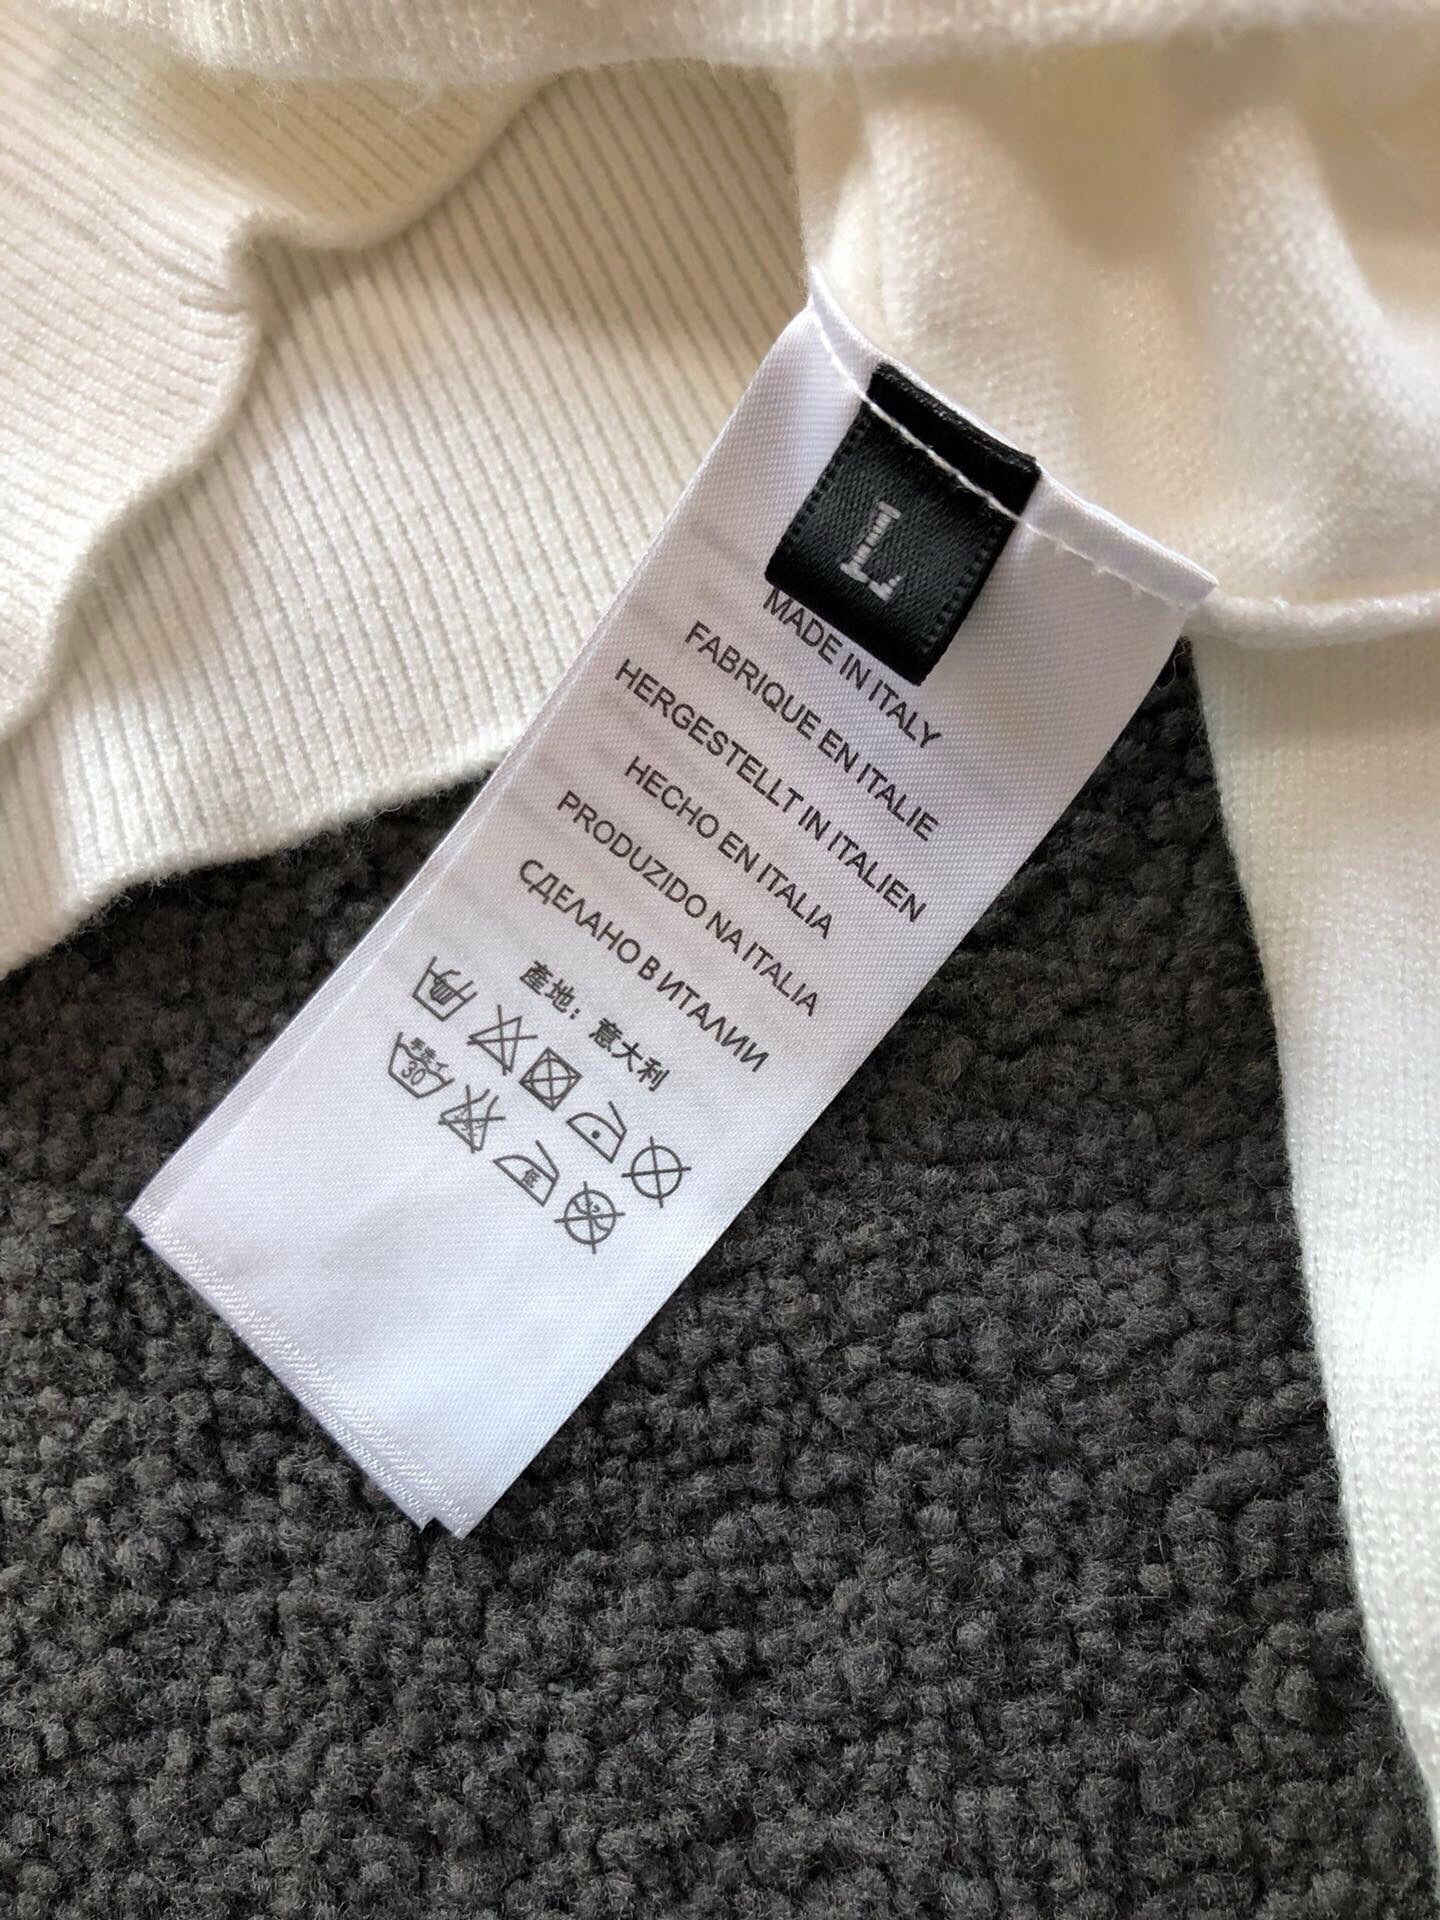 L
MADE IN ITALY
FABRIQUE EN ITALIE
HERGESTELLT IN ITALIEN
HECHO EN ITALIA
PRODUZIDO NA ITALIA
СДЕЛАНО В ИТАЛИИ
產地：意大利
30